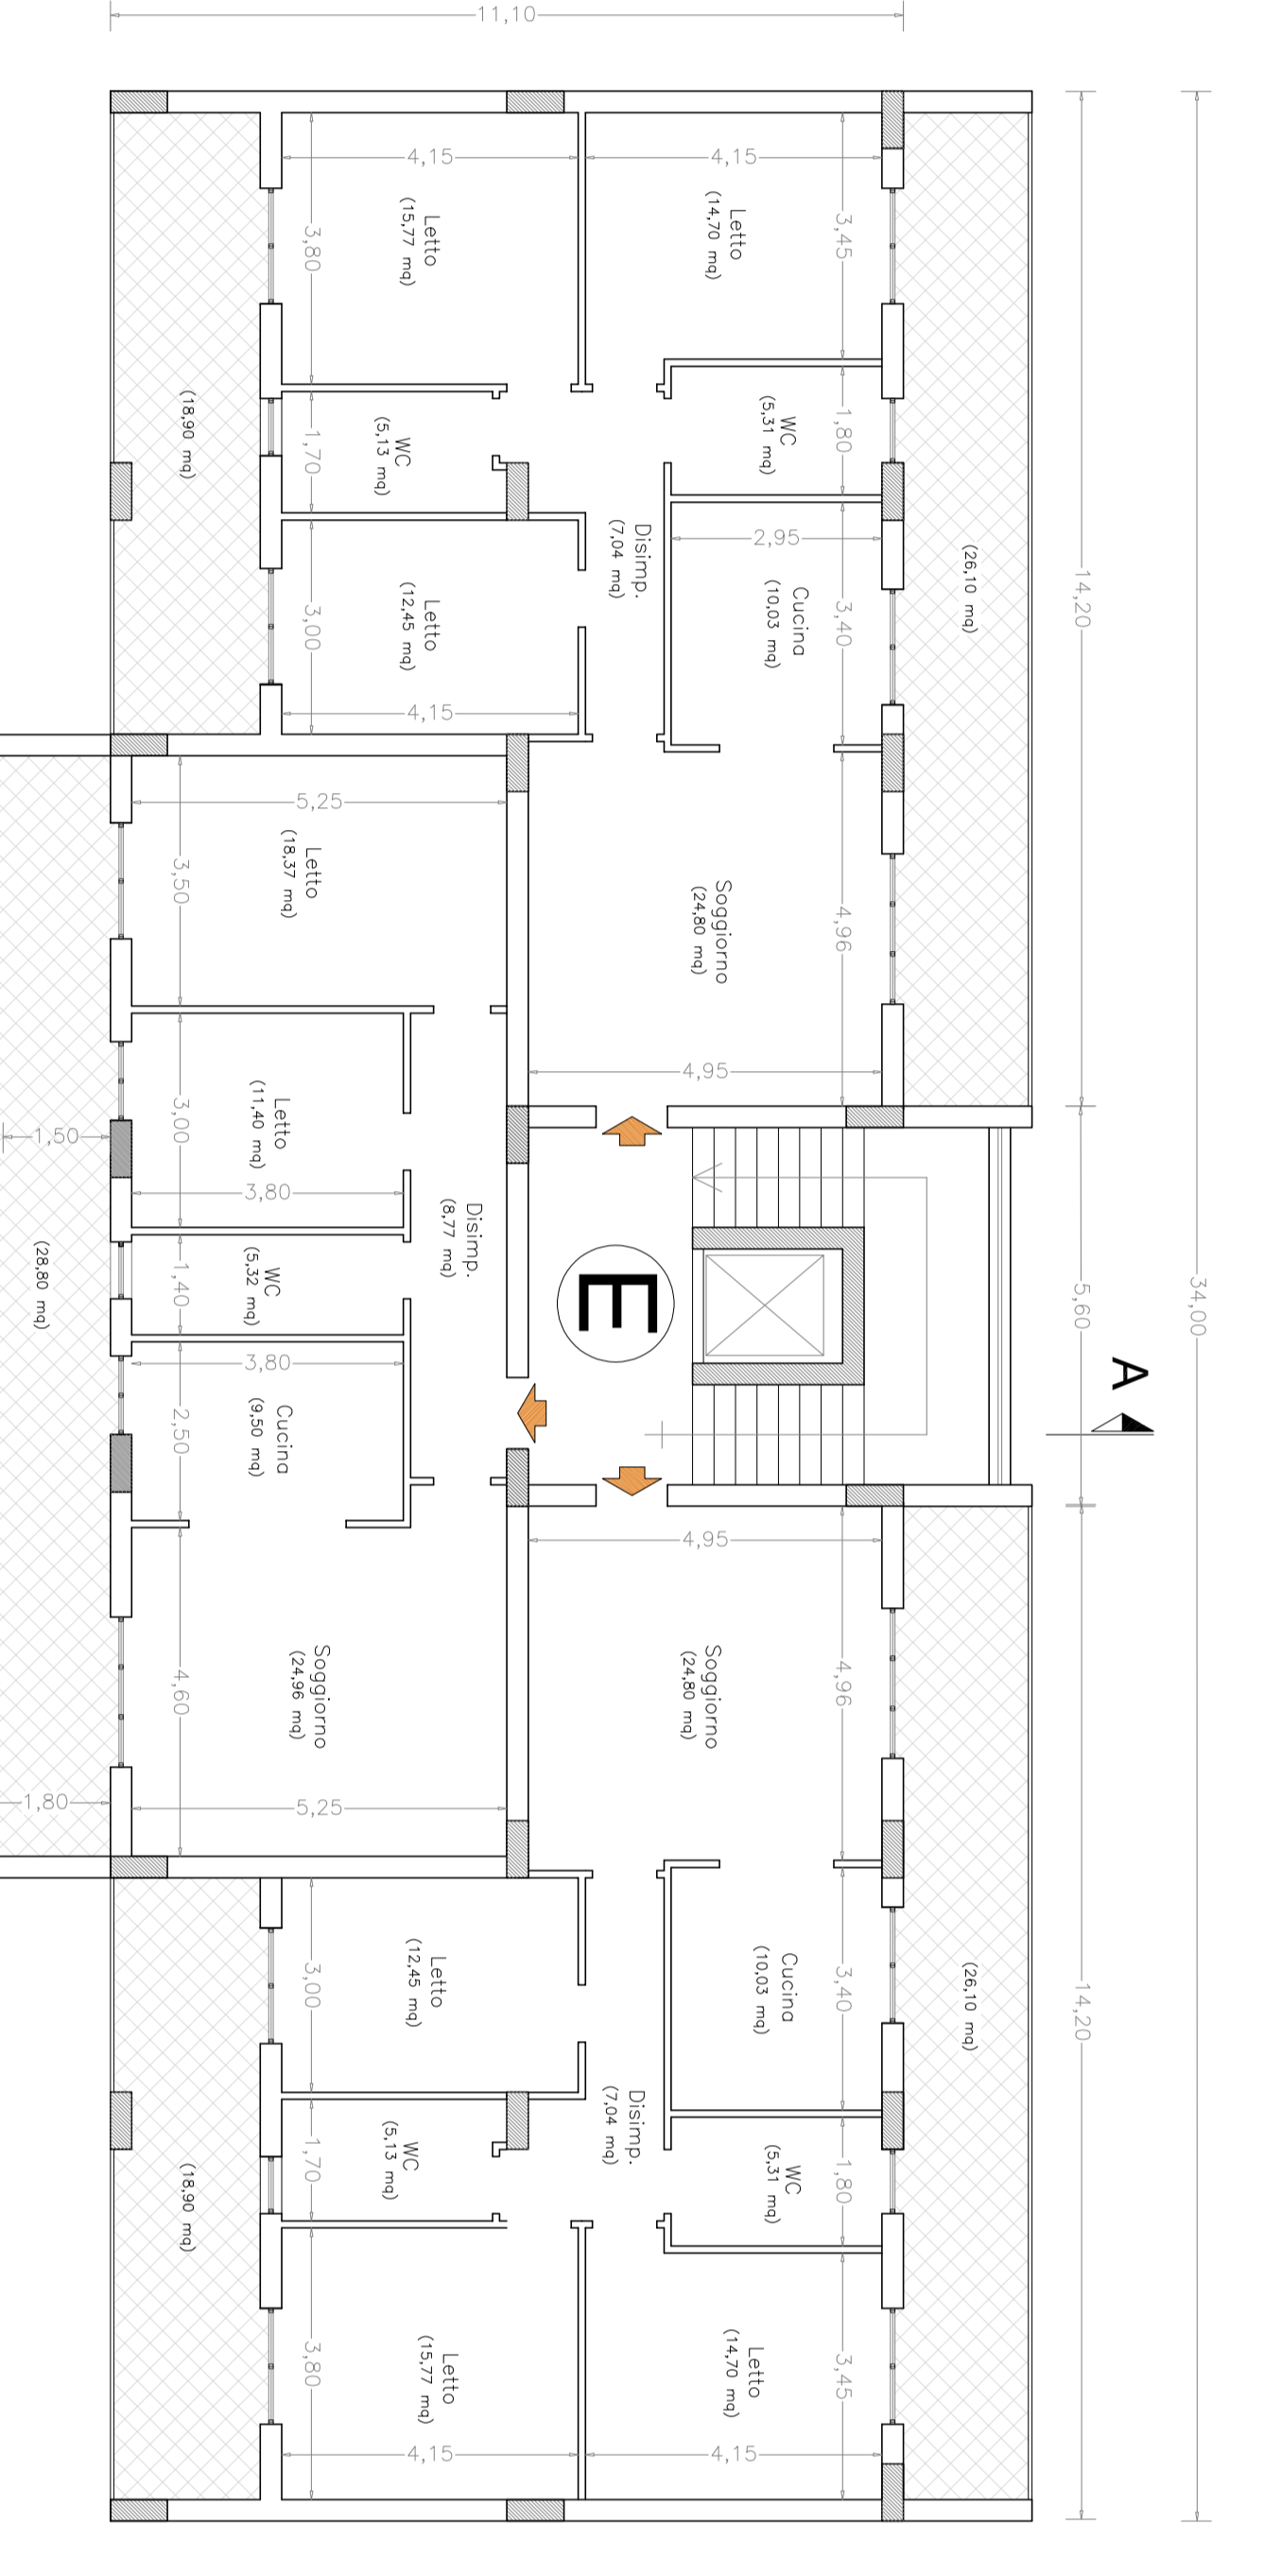 11,10
34,00
14,20
5,60
14,20
A
4,15
4,15
3,80
3,45
Letto
(15,77 mq)
Letto
(14,70 mq)
(18,90 mq)
WC
(5,13 mq)
1,70
WC
(5,31 mq)
1,80
(26,10 mq)
Disimp.
(7,04 mq)
2,95
Cucina
(10,03 mq)
3,40
Letto
(12,45 mq)
3,00
4,15
5,25
Letto
(18,37 mq)
3,50
Soggiorno
(24,80 mq)
4,96
4,95
Letto
(11,40 mq)
3,00
3,80
1,50
Disimp.
(8,77 mq)
(28,80 mq)
WC
(5,32 mq)
1,40
E
3,80
Cucina
(9,50 mq)
2,50
4,95
Soggiorno
(24,96 mq)
4,60
Soggiorno
(24,80 mq)
4,96
1,80
5,25
Letto
(12,45 mq)
3,00
Cucina
(10,03 mq)
3,40
(26,10 mq)
Disimp.
(7,04 mq)
WC
(5,13 mq)
1,70
WC
(5,31 mq)
1,80
(18,90 mq)
Letto
(15,77 mq)
3,80
Letto
(14,70 mq)
3,45
4,15
4,15